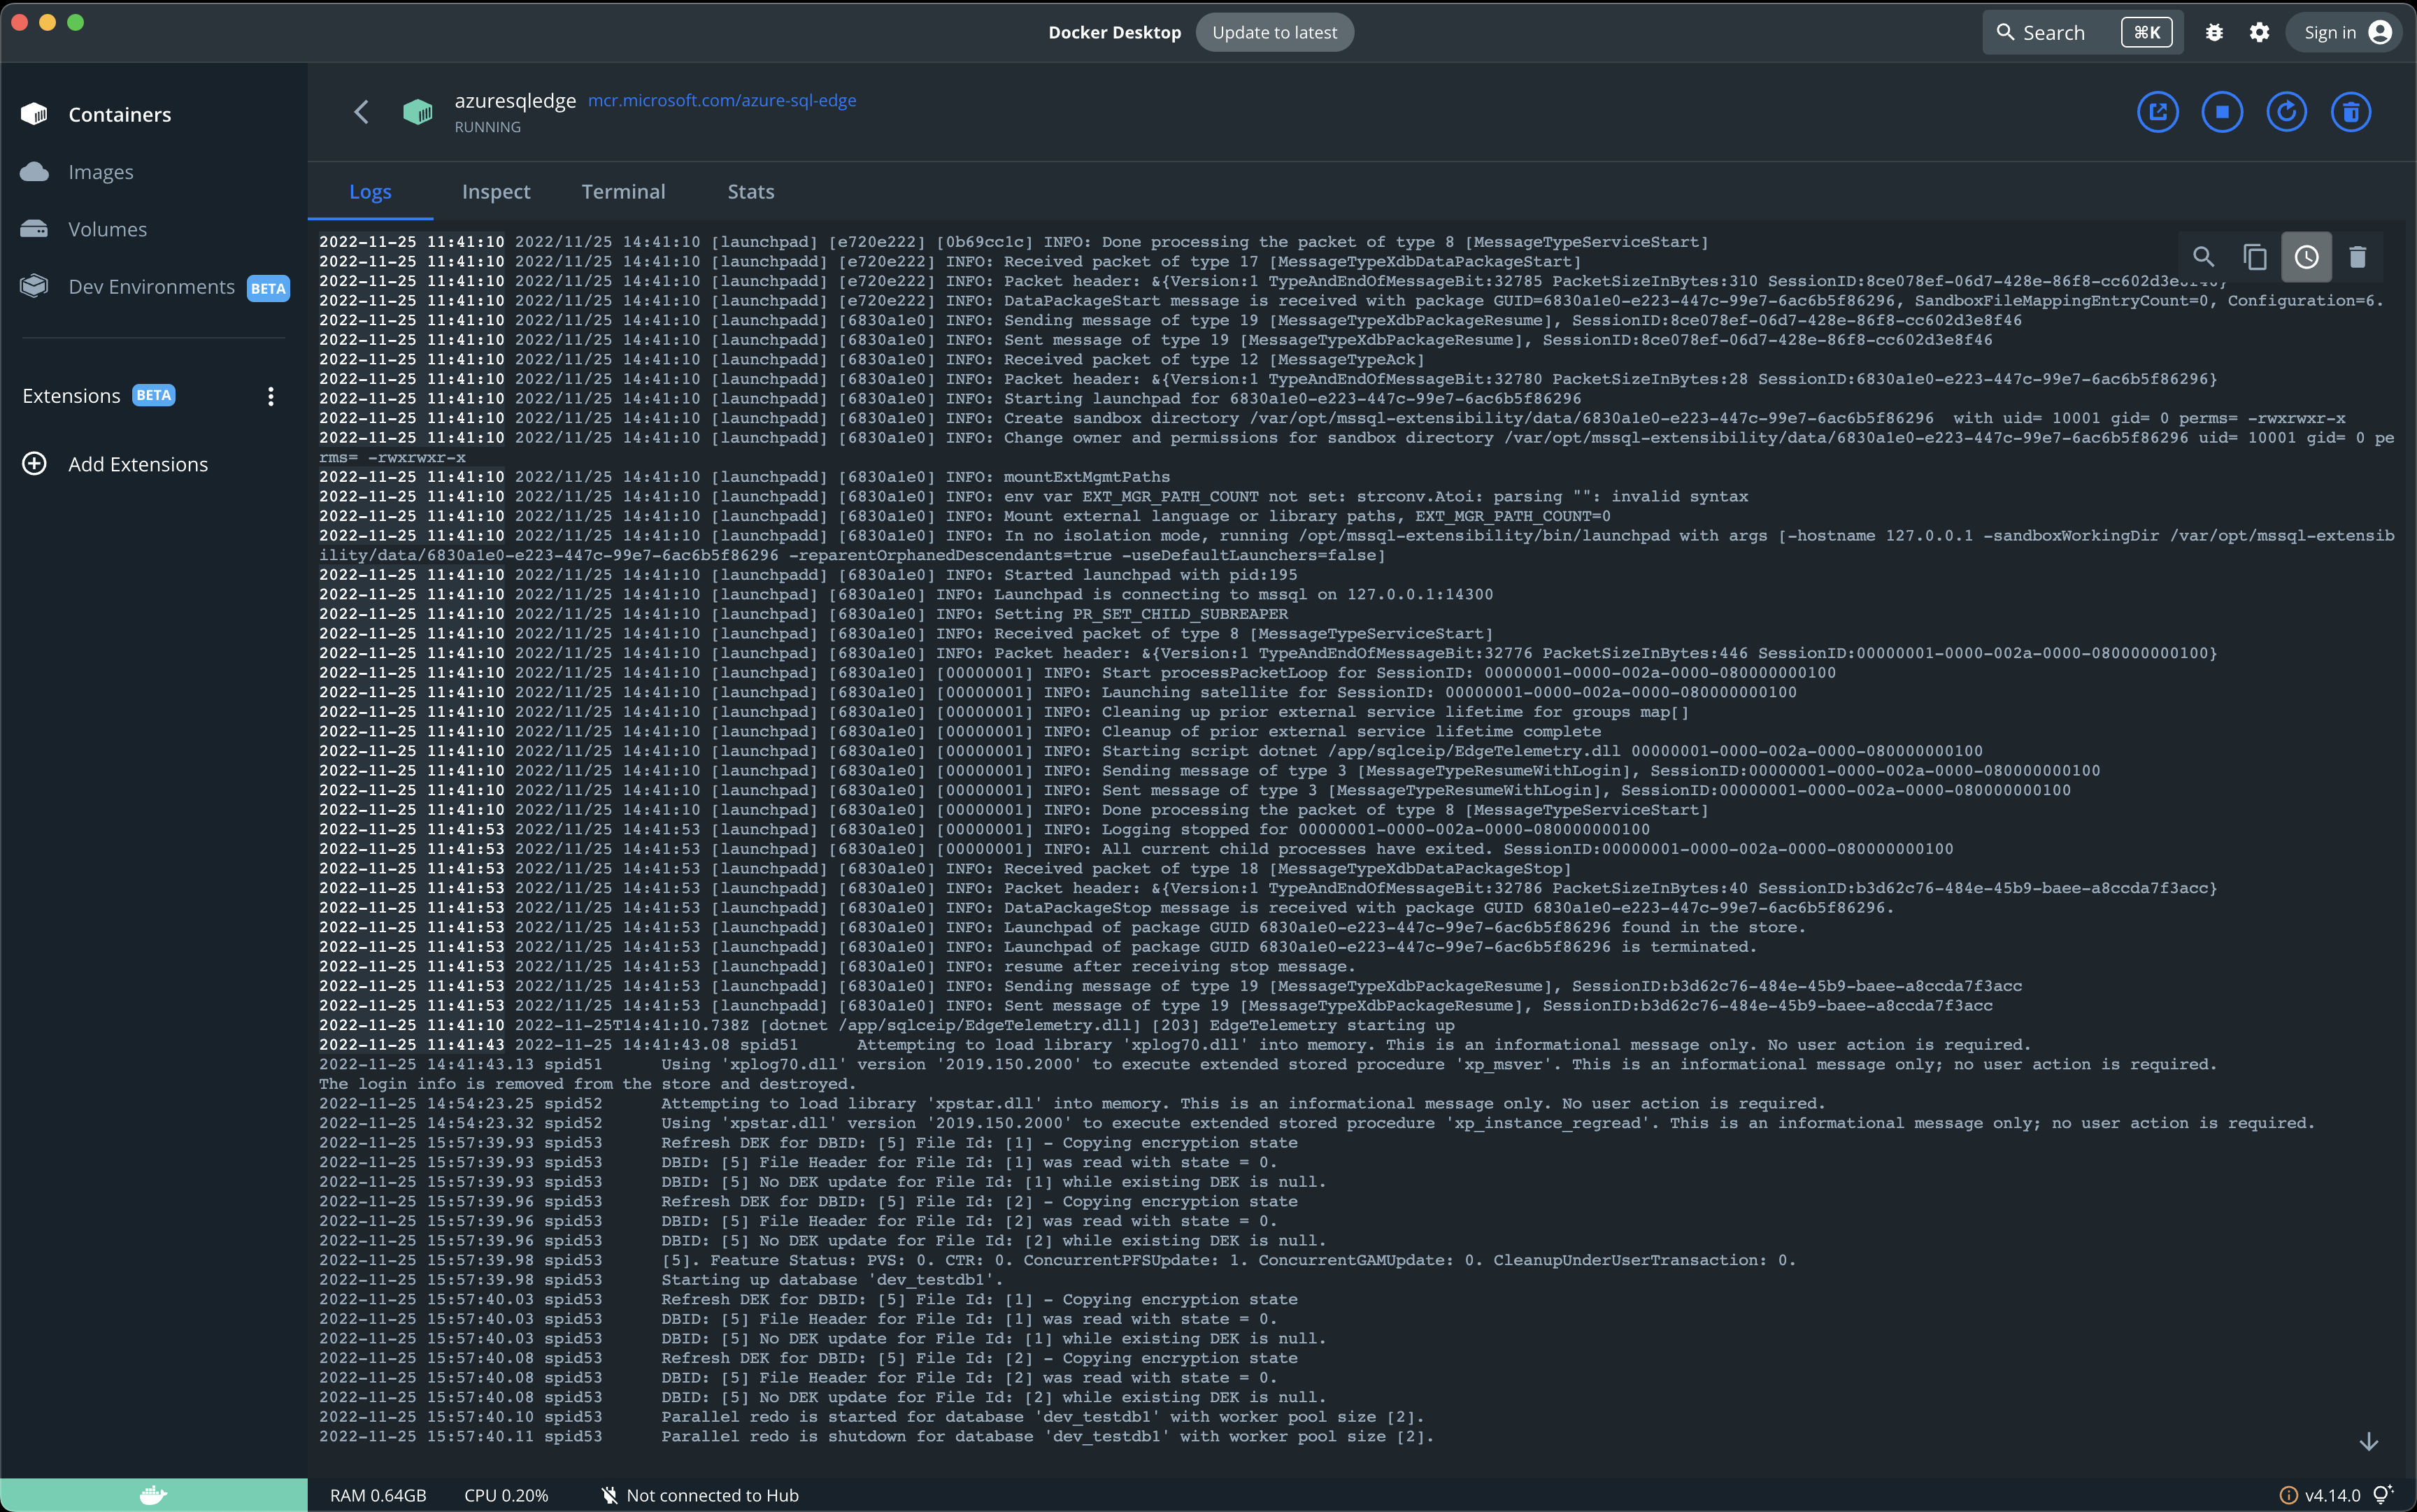 Docker Desktop Update to latest Search ⌘K Sign in
Containers
Images
Volumes
Dev Environments BETA
Extensions BETA
Add Extensions
azuresqledge mcr.microsoft.com/azure-sql-edge
RUNNING
Logs Inspect Terminal Stats
2022-11-25 11:41:10 2022/11/25 14:41:10 [launchpad] [e720e222] [0b69cc1c] INFO: Done processing the packet of type 8 [MessageTypeServiceStart]
2022-11-25 11:41:10 2022/11/25 14:41:10 [launchpadd] [e720e222] INFO: Received packet of type 17 [MessageTypeXdbDataPackageStart]
2022-11-25 11:41:10 2022/11/25 14:41:10 [launchpadd] [e720e222] INFO: Packet header: &{Version:1 TypeAndEndOfMessageBit:32785 PacketSizeInBytes:310 SessionID:8ce078ef-06d7-428e-86f8-cc602d3e8f46}
2022-11-25 11:41:10 2022/11/25 14:41:10 [launchpadd] [e720e222] INFO: DataPackageStart message is received with package GUID=6830a1e0-e223-447c-99e7-6ac6b5f86296, SandboxFileMappingEntryCount=0, Configuration=6.
2022-11-25 11:41:10 2022/11/25 14:41:10 [launchpadd] [6830a1e0] INFO: Sending message of type 19 [MessageTypeXdbPackageResume], SessionID:8ce078ef-06d7-428e-86f8-cc602d3e8f46
2022-11-25 11:41:10 2022/11/25 14:41:10 [launchpadd] [6830a1e0] INFO: Sent message of type 19 [MessageTypeXdbPackageResume], SessionID:8ce078ef-06d7-428e-86f8-cc602d3e8f46
2022-11-25 11:41:10 2022/11/25 14:41:10 [launchpadd] [6830a1e0] INFO: Received packet of type 12 [MessageTypeAck]
2022-11-25 11:41:10 2022/11/25 14:41:10 [launchpadd] [6830a1e0] INFO: Packet header: &{Version:1 TypeAndEndOfMessageBit:32780 PacketSizeInBytes:28 SessionID:6830a1e0-e223-447c-99e7-6ac6b5f86296}
2022-11-25 11:41:10 2022/11/25 14:41:10 [launchpadd] [6830a1e0] INFO: Starting launchpad for 6830a1e0-e223-447c-99e7-6ac6b5f86296
2022-11-25 11:41:10 2022/11/25 14:41:10 [launchpadd] [6830a1e0] INFO: Create sandbox directory /var/opt/mssql-extensibility/data/6830a1e0-e223-447c-99e7-6ac6b5f86296  with uid= 10001 gid= 0 perms= -rwxrwxr-x
2022-11-25 11:41:10 2022/11/25 14:41:10 [launchpadd] [6830a1e0] INFO: Change owner and permissions for sandbox directory /var/opt/mssql-extensibility/data/6830a1e0-e223-447c-99e7-6ac6b5f86296 uid= 10001 gid= 0 pe
rms= -rwxrwxr-x
2022-11-25 11:41:10 2022/11/25 14:41:10 [launchpadd] [6830a1e0] INFO: mountExtMgmtPaths
2022-11-25 11:41:10 2022/11/25 14:41:10 [launchpadd] [6830a1e0] INFO: env var EXT_MGR_PATH_COUNT not set: strconv.Atoi: parsing "": invalid syntax
2022-11-25 11:41:10 2022/11/25 14:41:10 [launchpadd] [6830a1e0] INFO: Mount external language or library paths, EXT_MGR_PATH_COUNT=0
2022-11-25 11:41:10 2022/11/25 14:41:10 [launchpadd] [6830a1e0] INFO: In no isolation mode, running /opt/mssql-extensibility/bin/launchpad with args [-hostname 127.0.0.1 -sandboxWorkingDir /var/opt/mssql-extensib
ility/data/6830a1e0-e223-447c-99e7-6ac6b5f86296 -reparentOrphanedDescendants=true -useDefaultLaunchers=false]
2022-11-25 11:41:10 2022/11/25 14:41:10 [launchpadd] [6830a1e0] INFO: Started launchpad with pid:195
2022-11-25 11:41:10 2022/11/25 14:41:10 [launchpad] [6830a1e0] INFO: Launchpad is connecting to mssql on 127.0.0.1:14300
2022-11-25 11:41:10 2022/11/25 14:41:10 [launchpad] [6830a1e0] INFO: Setting PR_SET_CHILD_SUBREAPER
2022-11-25 11:41:10 2022/11/25 14:41:10 [launchpad] [6830a1e0] INFO: Received packet of type 8 [MessageTypeServiceStart]
2022-11-25 11:41:10 2022/11/25 14:41:10 [launchpad] [6830a1e0] INFO: Packet header: &{Version:1 TypeAndEndOfMessageBit:32776 PacketSizeInBytes:446 SessionID:00000001-0000-002a-0000-080000000100}
2022-11-25 11:41:10 2022/11/25 14:41:10 [launchpad] [6830a1e0] [00000001] INFO: Start processPacketLoop for SessionID: 00000001-0000-002a-0000-080000000100
2022-11-25 11:41:10 2022/11/25 14:41:10 [launchpad] [6830a1e0] [00000001] INFO: Launching satellite for SessionID: 00000001-0000-002a-0000-080000000100
2022-11-25 11:41:10 2022/11/25 14:41:10 [launchpad] [6830a1e0] [00000001] INFO: Cleaning up prior external service lifetime for groups map[]
2022-11-25 11:41:10 2022/11/25 14:41:10 [launchpad] [6830a1e0] [00000001] INFO: Cleanup of prior external service lifetime complete
2022-11-25 11:41:10 2022/11/25 14:41:10 [launchpad] [6830a1e0] [00000001] INFO: Starting script dotnet /app/sqlceip/EdgeTelemetry.dll 00000001-0000-002a-0000-080000000100
2022-11-25 11:41:10 2022/11/25 14:41:10 [launchpad] [6830a1e0] [00000001] INFO: Sending message of type 3 [MessageTypeResumeWithLogin], SessionID:00000001-0000-002a-0000-080000000100
2022-11-25 11:41:10 2022/11/25 14:41:10 [launchpad] [6830a1e0] [00000001] INFO: Sent message of type 3 [MessageTypeResumeWithLogin], SessionID:00000001-0000-002a-0000-080000000100
2022-11-25 11:41:10 2022/11/25 14:41:10 [launchpad] [6830a1e0] [00000001] INFO: Done processing the packet of type 8 [MessageTypeServiceStart]
2022-11-25 11:41:53 2022/11/25 14:41:53 [launchpad] [6830a1e0] [00000001] INFO: Logging stopped for 00000001-0000-002a-0000-080000000100
2022-11-25 11:41:53 2022/11/25 14:41:53 [launchpad] [6830a1e0] [00000001] INFO: All current child processes have exited. SessionID:00000001-0000-002a-0000-080000000100
2022-11-25 11:41:53 2022/11/25 14:41:53 [launchpadd] [6830a1e0] INFO: Received packet of type 18 [MessageTypeXdbDataPackageStop]
2022-11-25 11:41:53 2022/11/25 14:41:53 [launchpadd] [6830a1e0] INFO: Packet header: &{Version:1 TypeAndEndOfMessageBit:32786 PacketSizeInBytes:40 SessionID:b3d62c76-484e-45b9-baee-a8ccda7f3acc}
2022-11-25 11:41:53 2022/11/25 14:41:53 [launchpadd] [6830a1e0] INFO: DataPackageStop message is received with package GUID 6830a1e0-e223-447c-99e7-6ac6b5f86296.
2022-11-25 11:41:53 2022/11/25 14:41:53 [launchpadd] [6830a1e0] INFO: Launchpad of package GUID 6830a1e0-e223-447c-99e7-6ac6b5f86296 found in the store.
2022-11-25 11:41:53 2022/11/25 14:41:53 [launchpadd] [6830a1e0] INFO: Launchpad of package GUID 6830a1e0-e223-447c-99e7-6ac6b5f86296 is terminated.
2022-11-25 11:41:53 2022/11/25 14:41:53 [launchpadd] [6830a1e0] INFO: resume after receiving stop message.
2022-11-25 11:41:53 2022/11/25 14:41:53 [launchpadd] [6830a1e0] INFO: Sending message of type 19 [MessageTypeXdbPackageResume], SessionID:b3d62c76-484e-45b9-baee-a8ccda7f3acc
2022-11-25 11:41:53 2022/11/25 14:41:53 [launchpadd] [6830a1e0] INFO: Sent message of type 19 [MessageTypeXdbPackageResume], SessionID:b3d62c76-484e-45b9-baee-a8ccda7f3acc
2022-11-25 11:41:10 2022-11-25T14:41:10.738Z [dotnet /app/sqlceip/EdgeTelemetry.dll] [203] EdgeTelemetry starting up
2022-11-25 11:41:43 2022-11-25 14:41:43.08 spid51      Attempting to load library 'xplog70.dll' into memory. This is an informational message only. No user action is required.
2022-11-25 14:41:43.13 spid51      Using 'xplog70.dll' version '2019.150.2000' to execute extended stored procedure 'xp_msver'. This is an informational message only; no user action is required.
The login info is removed from the store and destroyed.
2022-11-25 14:54:23.25 spid52      Attempting to load library 'xpstar.dll' into memory. This is an informational message only. No user action is required.
2022-11-25 14:54:23.32 spid52      Using 'xpstar.dll' version '2019.150.2000' to execute extended stored procedure 'xp_instance_regread'. This is an informational message only; no user action is required.
2022-11-25 15:57:39.93 spid53      Refresh DEK for DBID: [5] File Id: [1] - Copying encryption state
2022-11-25 15:57:39.93 spid53      DBID: [5] File Header for File Id: [1] was read with state = 0.
2022-11-25 15:57:39.93 spid53      DBID: [5] No DEK update for File Id: [1] while existing DEK is null.
2022-11-25 15:57:39.96 spid53      Refresh DEK for DBID: [5] File Id: [2] - Copying encryption state
2022-11-25 15:57:39.96 spid53      DBID: [5] File Header for File Id: [2] was read with state = 0.
2022-11-25 15:57:39.96 spid53      DBID: [5] No DEK update for File Id: [2] while existing DEK is null.
2022-11-25 15:57:39.98 spid53      [5]. Feature Status: PVS: 0. CTR: 0. ConcurrentPFSUpdate: 1. ConcurrentGAMUpdate: 0. CleanupUnderUserTransaction: 0.
2022-11-25 15:57:39.98 spid53      Starting up database 'dev_testdb1'.
2022-11-25 15:57:40.03 spid53      Refresh DEK for DBID: [5] File Id: [1] - Copying encryption state
2022-11-25 15:57:40.03 spid53      DBID: [5] File Header for File Id: [1] was read with state = 0.
2022-11-25 15:57:40.03 spid53      DBID: [5] No DEK update for File Id: [1] while existing DEK is null.
2022-11-25 15:57:40.08 spid53      Refresh DEK for DBID: [5] File Id: [2] - Copying encryption state
2022-11-25 15:57:40.08 spid53      DBID: [5] File Header for File Id: [2] was read with state = 0.
2022-11-25 15:57:40.08 spid53      DBID: [5] No DEK update for File Id: [2] while existing DEK is null.
2022-11-25 15:57:40.10 spid53      Parallel redo is started for database 'dev_testdb1' with worker pool size [2].
2022-11-25 15:57:40.11 spid53      Parallel redo is shutdown for database 'dev_testdb1' with worker pool size [2].
RAM 0.64GB CPU 0.20% Not connected to Hub v4.14.0